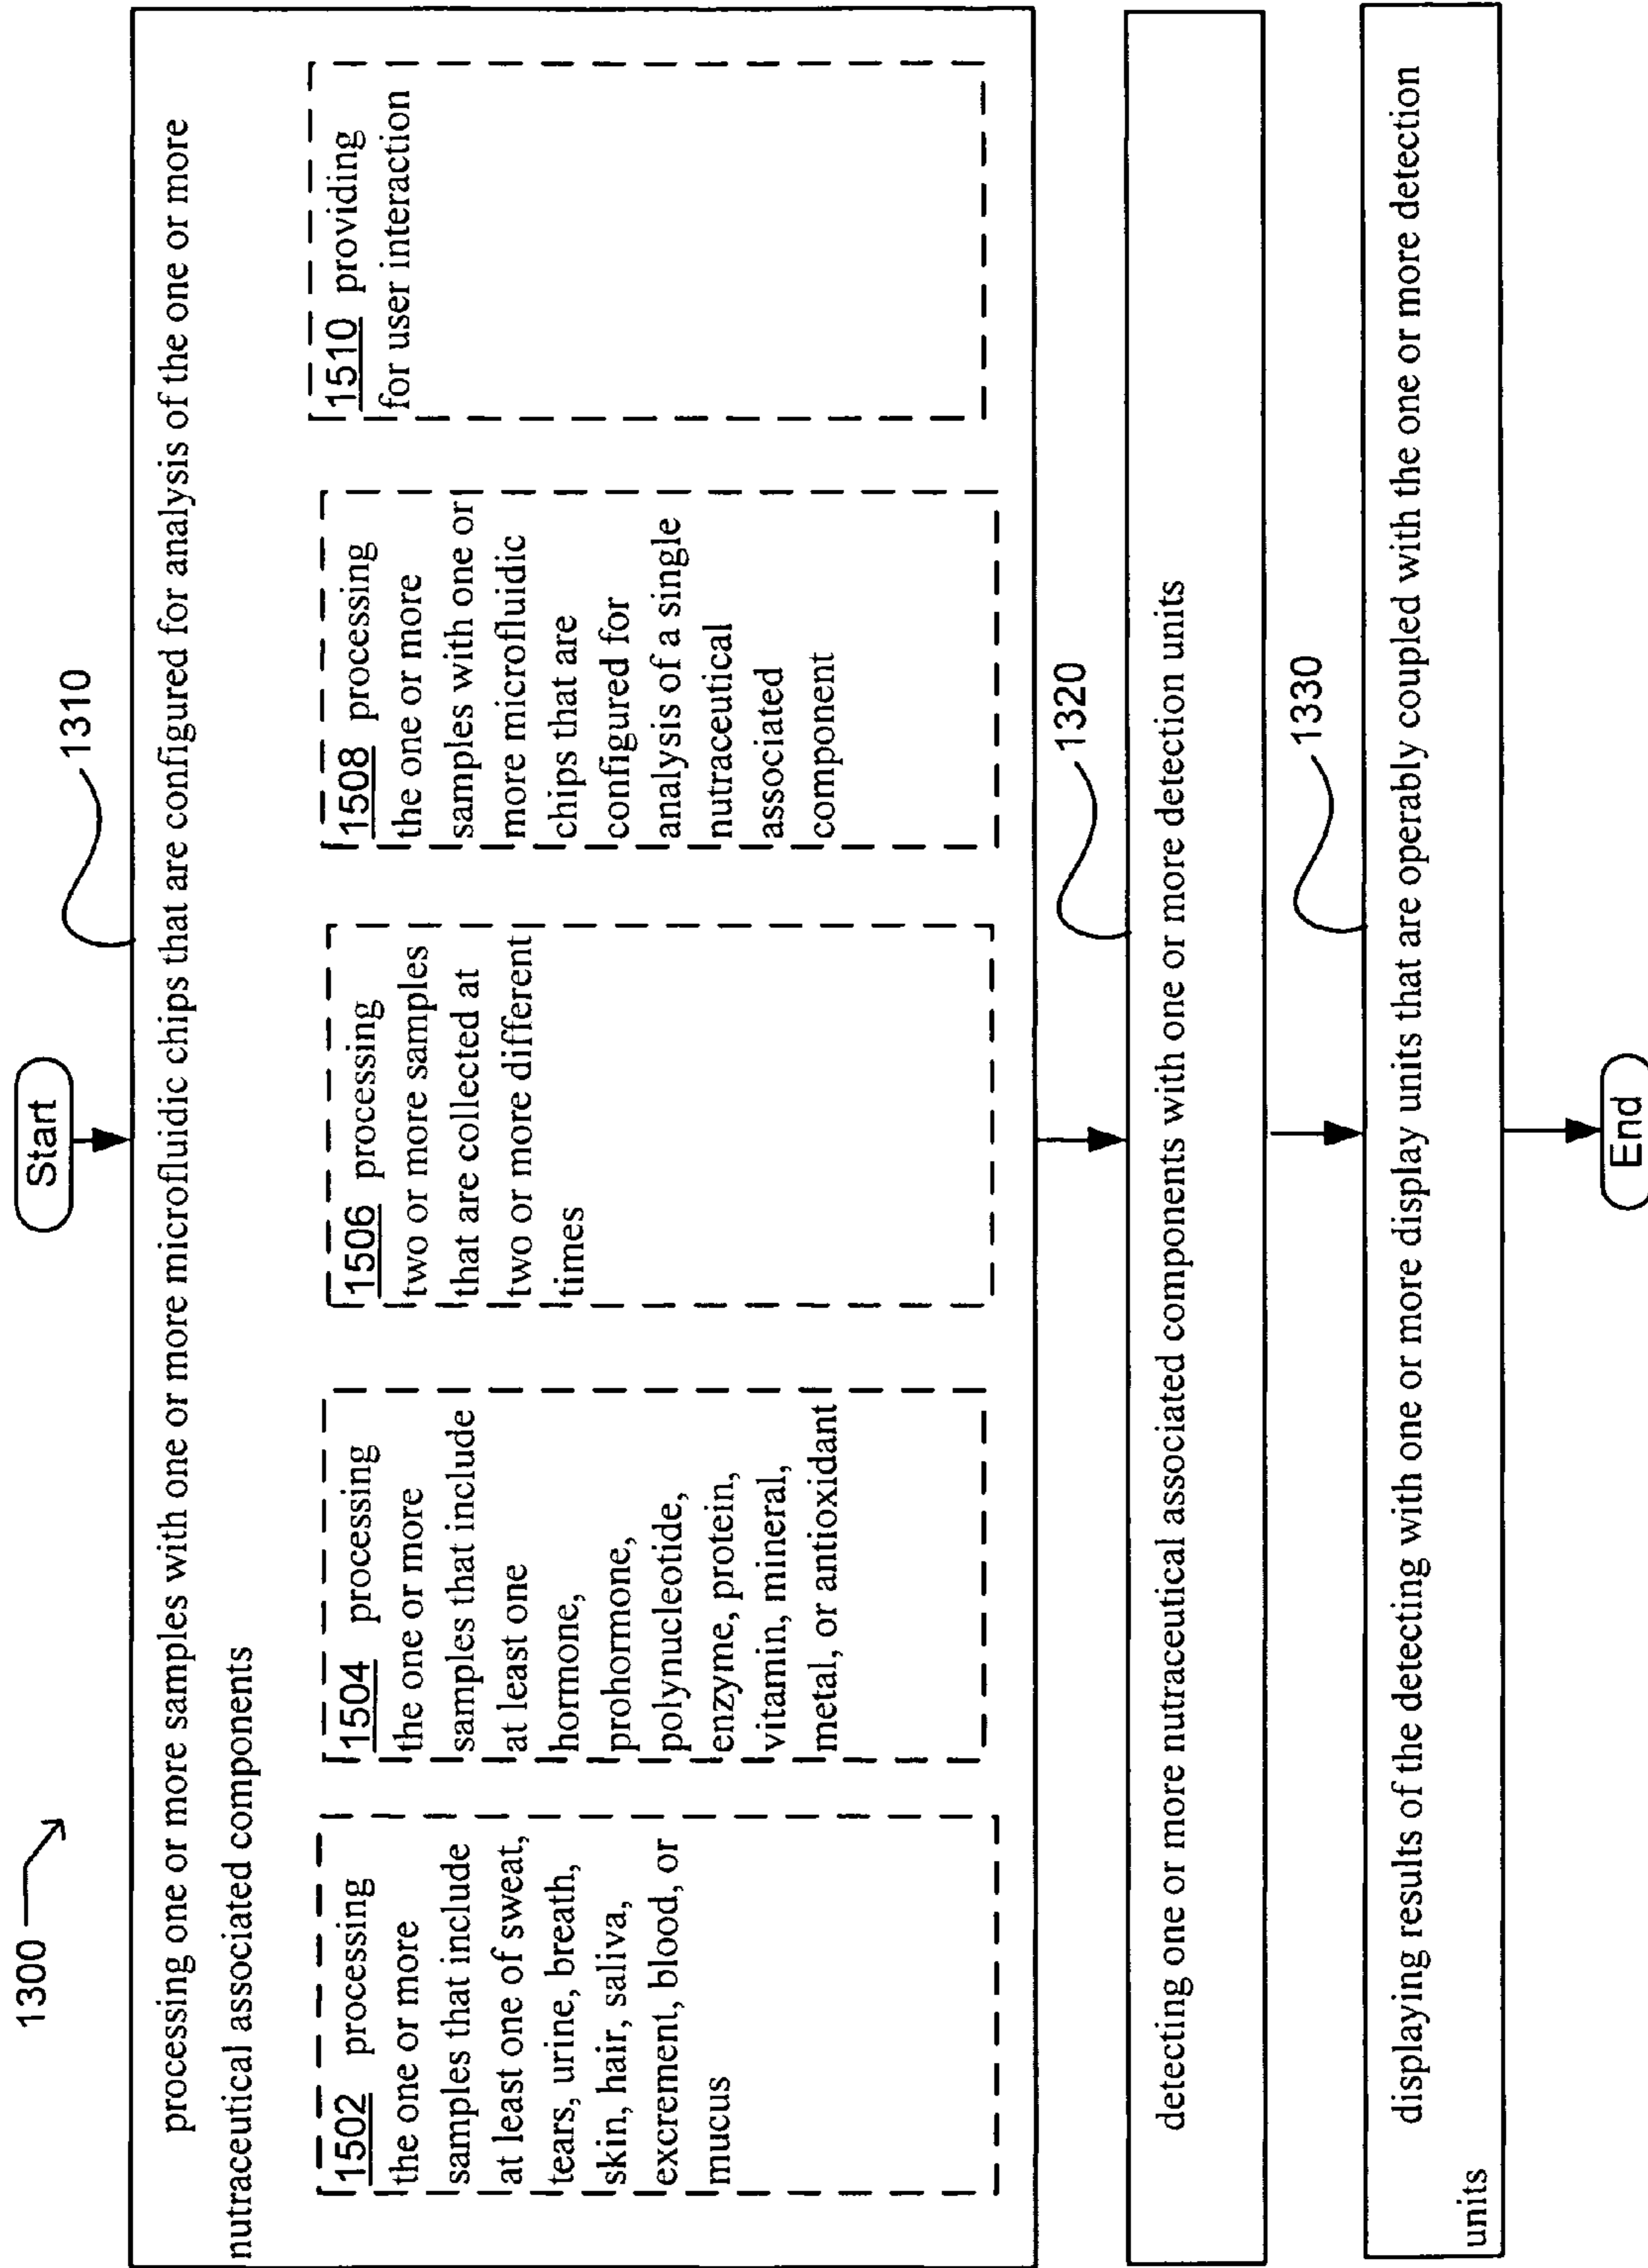 1300
Start
1310
processing one or more samples with one or more microfluidic chips that are configured for analysis of the one or more
nutraceutical associated components
1502 processing
the one or more
samples that include
at least one of sweat,
tears, urine, breath,
skin, hair, saliva,
excrement, blood, or
mucus
1504 processing
the one or more
samples that include
at least one
hormone,
prohormone,
polynucleotide,
enzyme, protein,
vitamin, mineral,
metal, or antioxidant
1506 processing
two or more samples
that are collected at
two or more different
times
1508 processing
the one or more
samples with one or
more microfluidic
chips that are
configured for
analysis of a single
nutraceutical
associated
component
1510 providing
for user interaction
1320
detecting one or more nutraceutical associated components with one or more detection units
1330
displaying results of the detecting with one or more display units that are operably coupled with the one or more detection
units
End